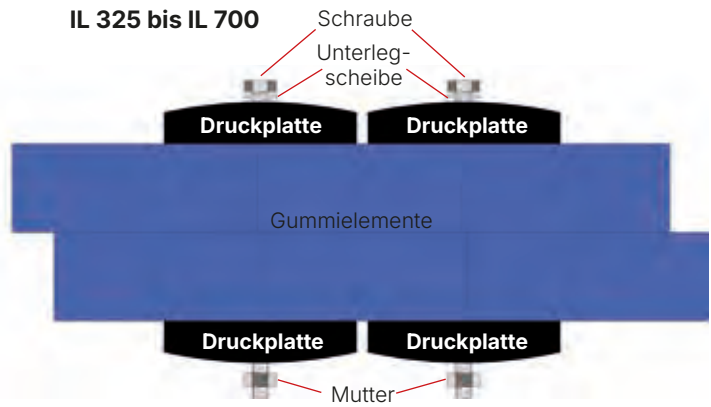 IL 325 bis IL 700
Schraube
Unterleg-
scheibe
Druckplatte Druckplatte
Gummielemente
Druckplatte Druckplatte
Mutter